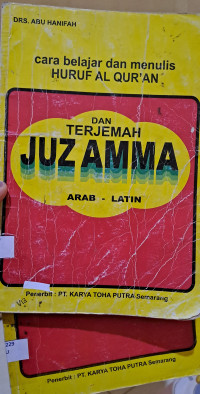 DRS. ABU HANIFAH
cara belajar dan menulis
HURUF AL QUR'AN
DAN
TERJEMAH
JUZ AMMA
ARAB - LATIN
Penerbit : PT. KARYA TOHA PUTRA Semarang
Penerbit : PT. KARYA TOHA PUTRA Semarang